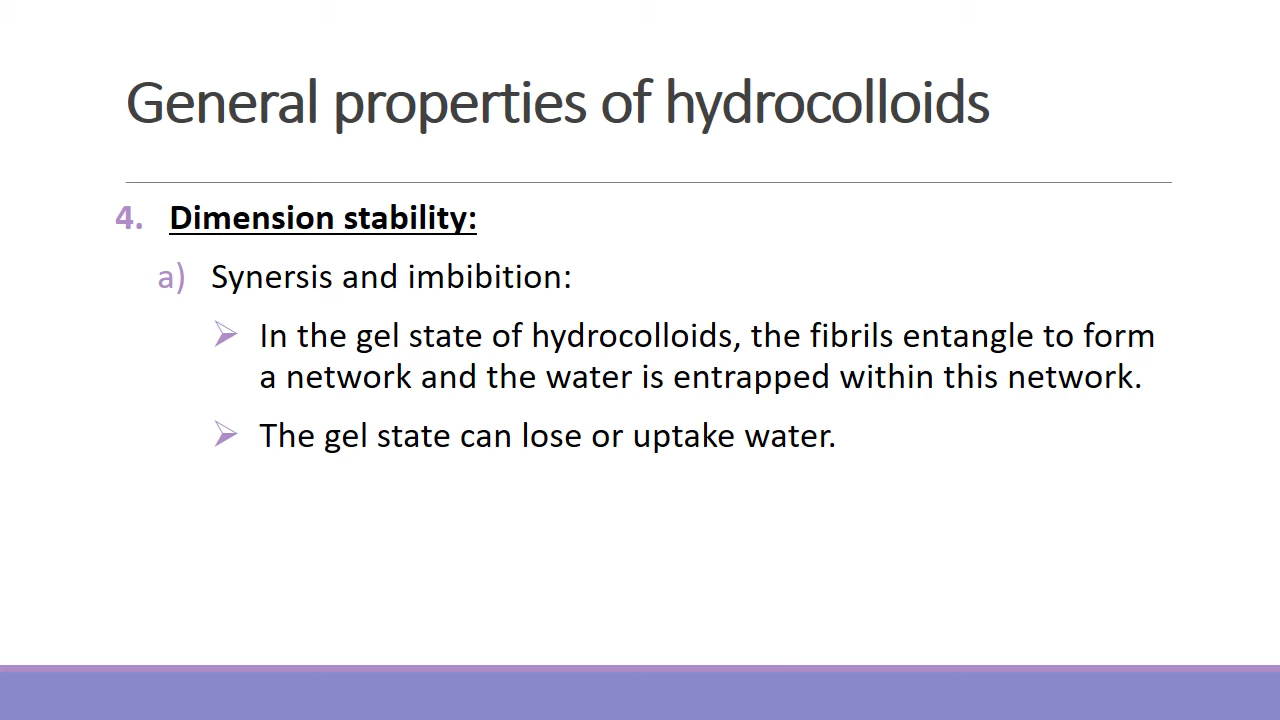 General properties of hydrocolloids
4. Dimension stability:
a) Synersis and imbibition:
In the gel state of hydrocolloids, the fibrils entangle to form
a network and the water is entrapped within this network.
The gel state can lose or uptake water.